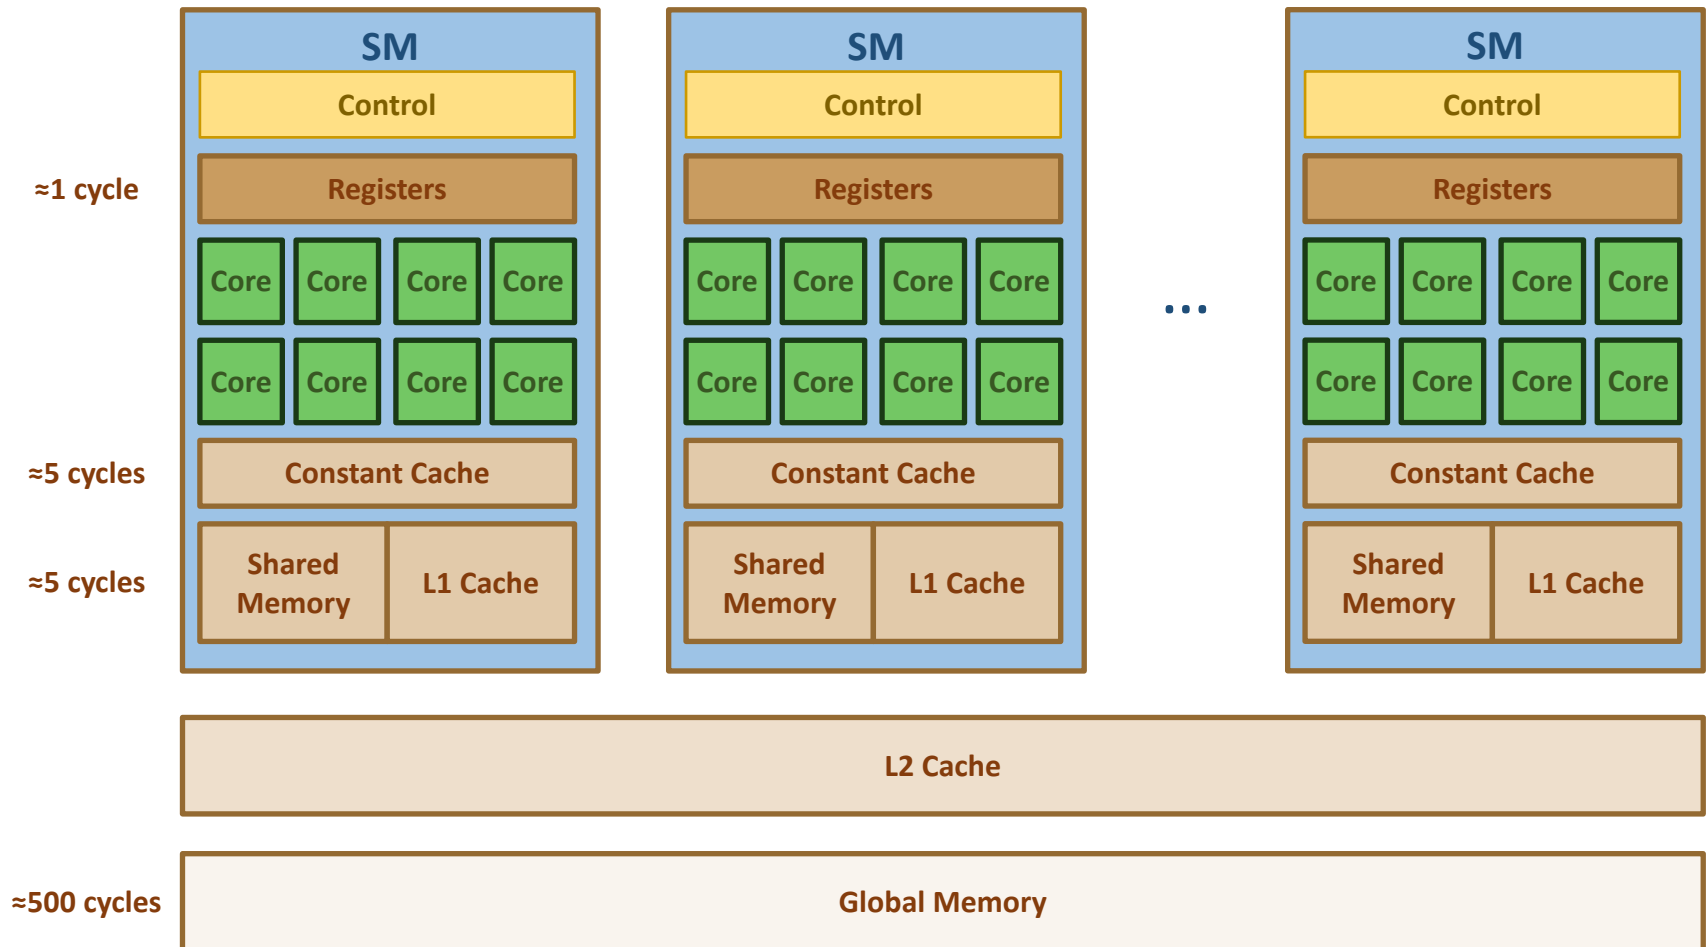 SM SM SM
Control Control Control
≈1 cycle Registers Registers Registers
Core Core Core Core Core Core Core Core ... Core Core Core Core
Core Core Core Core Core Core Core Core Core Core Core Core
≈5 cycles Constant Cache Constant Cache Constant Cache
≈5 cycles Shared Memory L1 Cache Shared Memory L1 Cache Shared Memory L1 Cache
L2 Cache
≈500 cycles Global Memory